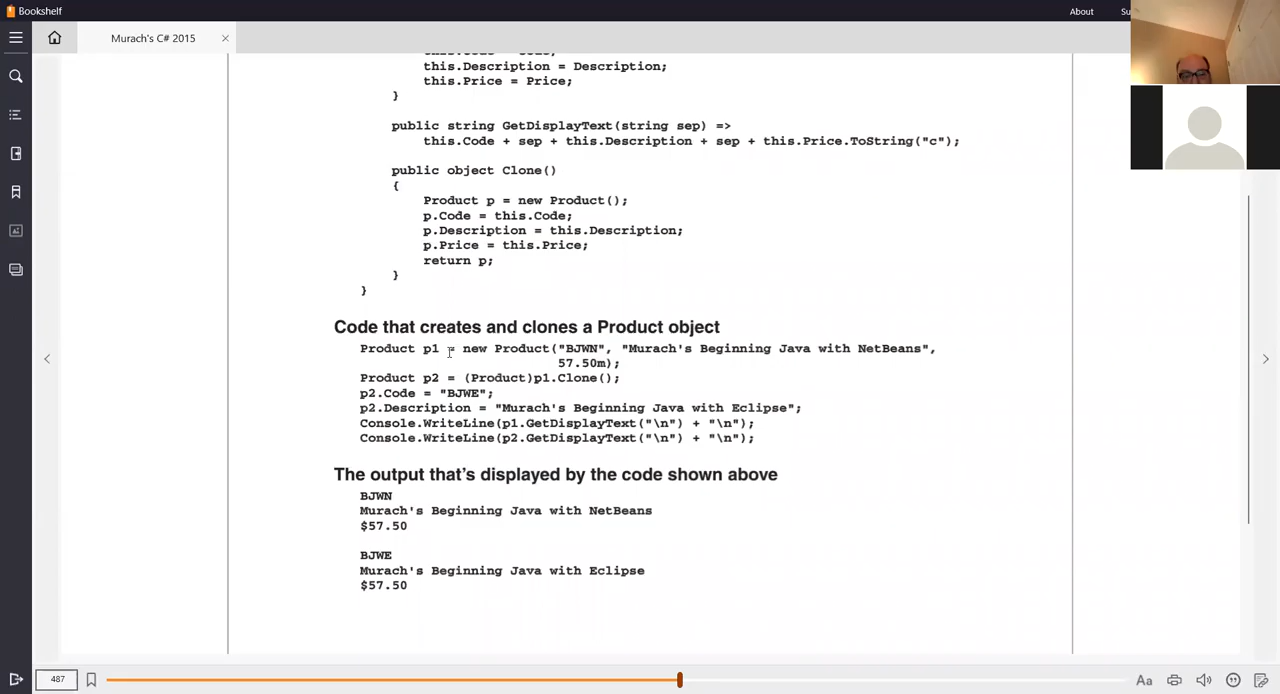 Bookshelf
About
Su
Murach's C# 2015
this.Description = Description;
this.Price = Price;
}
public string GetDisplayText(string sep) =>
this.Code + sep + this.Description + sep + this.Price.ToString("c");
public object Clone()
{
Product p = new Product();
p.Code = this.Code;
p.Description = this.Description;
p.Price = this.Price;
return p;
}
}
Code that creates and clones a Product object
Product p1 = new Product("BJWN", "Murach's Beginning Java with NetBeans",
57.50m);
Product p2 = (Product)p1.Clone();
p2.Code = "BJWE";
p2.Description = "Murach's Beginning Java with Eclipse";
Console.WriteLine(p1.GetDisplayText("\n") + "\n");
Console.WriteLine(p2.GetDisplayText("\n") + "\n");
The output that's displayed by the code shown above
BJWN
Murach's Beginning Java with NetBeans
$57.50
BJWE
Murach's Beginning Java with Eclipse
$57.50
487
Aa